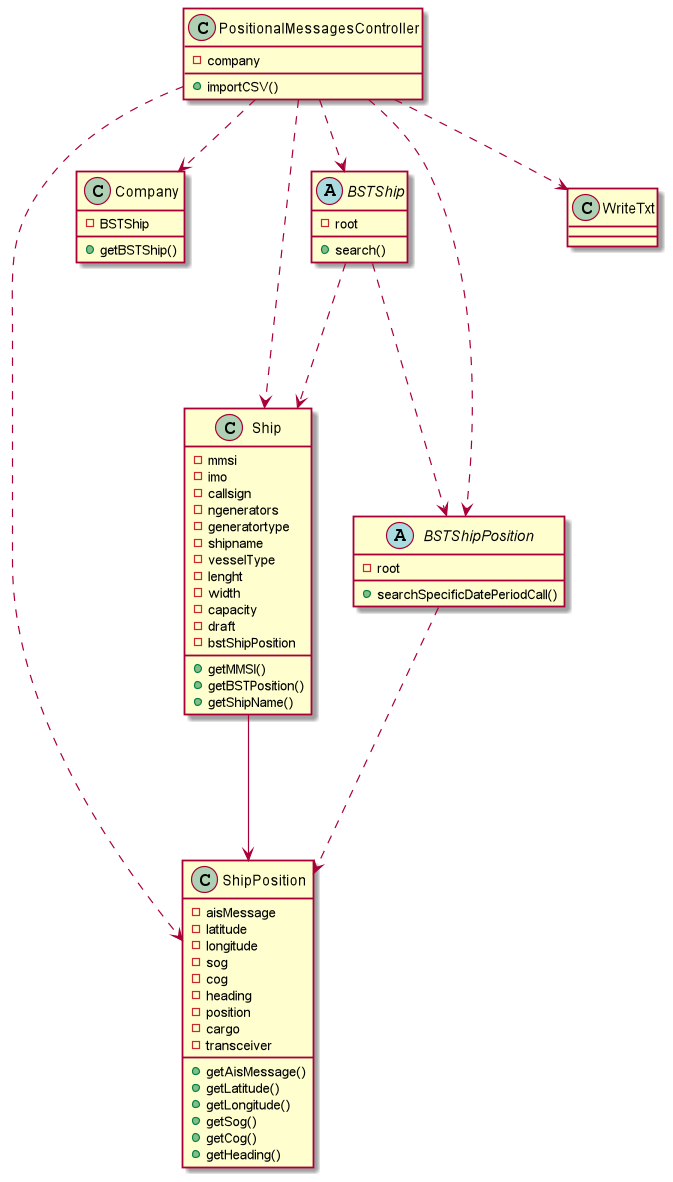 C PositionalMessagesController
company
importCSV()
C Company
BSTShip
getBSTShip()
A BSTShip
root
search()
C WriteTxt
C Ship
mmsi
imo
callsign
ngenerators
generatortype
shipname
vesselType
lenght
width
capacity
draft
bstShipPosition
getMMSI()
getBSTPosition()
getShipName()
A BSTShipPosition
root
searchSpecificDatePeriodCall()
C ShipPosition
aisMessage
latitude
longitude
sog
cog
heading
position
cargo
transceiver
getAisMessage()
getLatitude()
getLongitude()
getSog()
getCog()
getHeading()